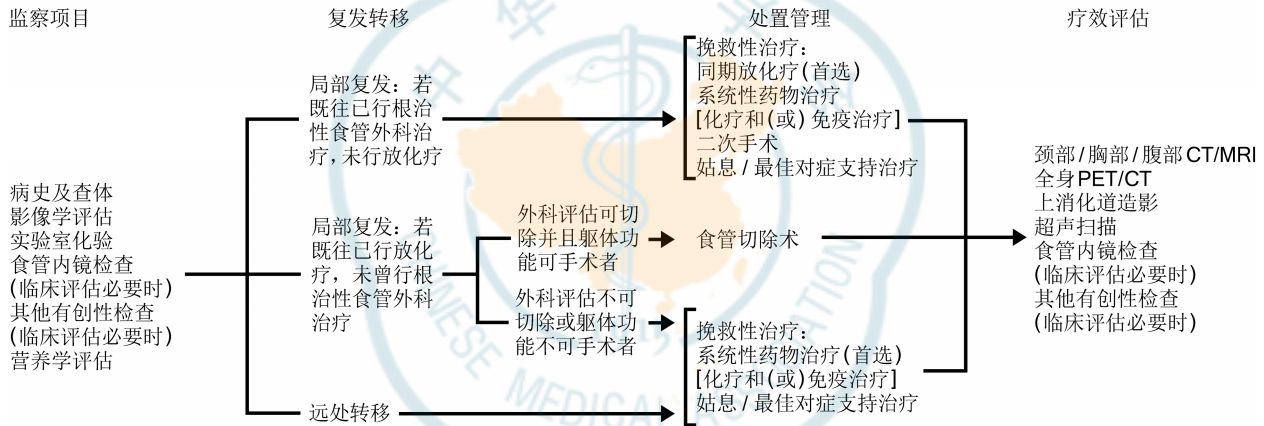 监察项目
复发转移
处置管理
疗效评估
病史及查体
影像学评估
实验室化验
食管内镜检查
(临床评估必要时)
其他有创性检查
(临床评估必要时)
营养学评估
局部复发：若
既往已行根治
性食管外科治
疗，未行放化疗
局部复发：若
既往已行放化
疗，未曾行根
治性食管外科
治疗
外科评估可切
除并且躯体功
能可手术者
外科评估不可
切除或躯体功
能不可手术者
远处转移
挽救性治疗：
同期放化疗(首选)
系统性药物治疗
[化疗和(或)免疫治疗]
二次手术
姑息/最佳对症支持治疗
食管切除术
挽救性治疗：
系统性药物治疗(首选)
[化疗和(或)免疫治疗]
姑息/最佳对症支持治疗
颈部/胸部/腹部CT/MRI
全身PET/CT
上消化道造影
超声扫描
食管内镜检查
(临床评估必要时)
其他有创性检查
(临床评估必要时)
中华 学
CHINESE MEDICAL ASSOCIATION